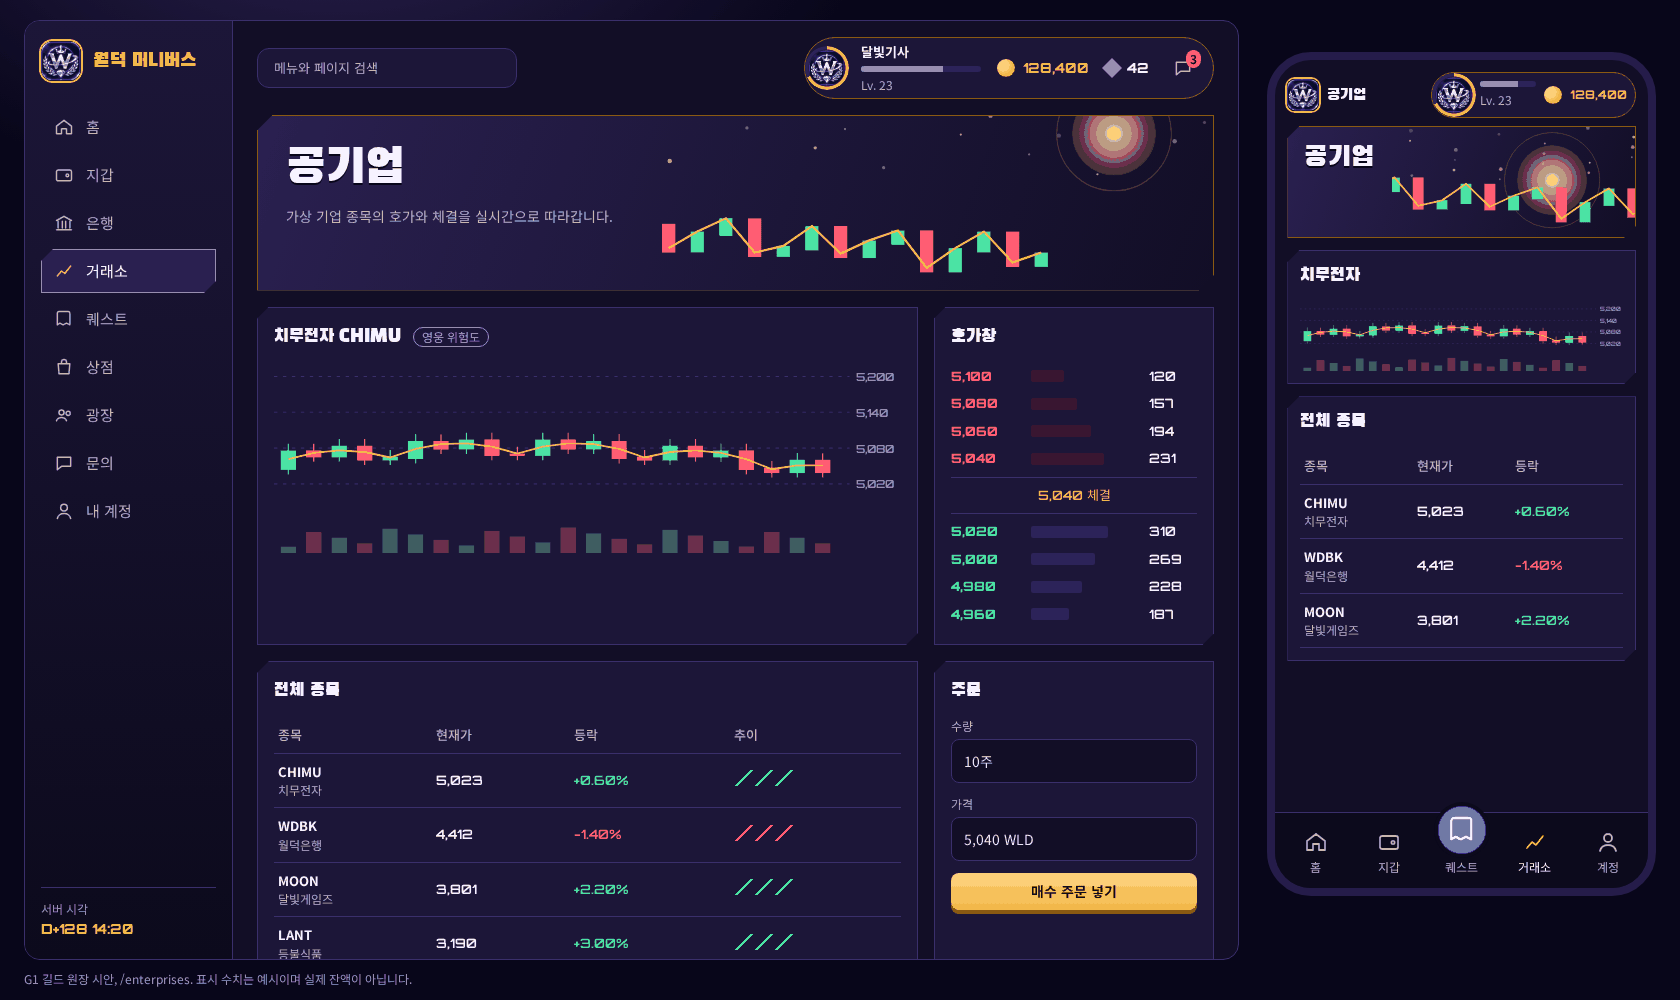 월덕 머니버스
홈
지갑
은행
거래소
퀘스트
상점
광장
문의
내 계정
서버 시각
D+128 14:20
메뉴와 페이지 검색
W
달빛기사
Lv. 23
128,400
42
3
공기업
가상 기업 종목의 호가와 체결을 실시간으로 따라갑니다.
치무전자 CHIMU
영웅 위험도
5,200
5,140
5,080
5,020
호가창
5,100 120
5,080 157
5,060 194
5,040 231
5,040 체결
5,020 310
5,000 269
4,980 228
4,960 187
전체 종목
종목 현재가 등락 추이
CHIMU
치무전자
5,023 +0.60%
WDBK
월덕은행
4,412 -1.40%
MOON
달빛게임즈
3,801 +2.20%
LANT
등불식품
3,190 +3.00%
주문
수량
10주
가격
5,040 WLD
매수 주문 넣기
G1 길드 원장 시안, /enterprises. 표시 수치는 예시이며 실제 잔액이 아닙니다.
W
공기업
W
Lv. 23
128,400
공기업
치무전자
5,200
5,140
5,080
5,020
전체 종목
종목 현재가 등락
CHIMU
치무전자
5,023 +0.60%
WDBK
월덕은행
4,412 -1.40%
MOON
달빛게임즈
3,801 +2.20%
홈 지갑 퀘스트 거래소 계정